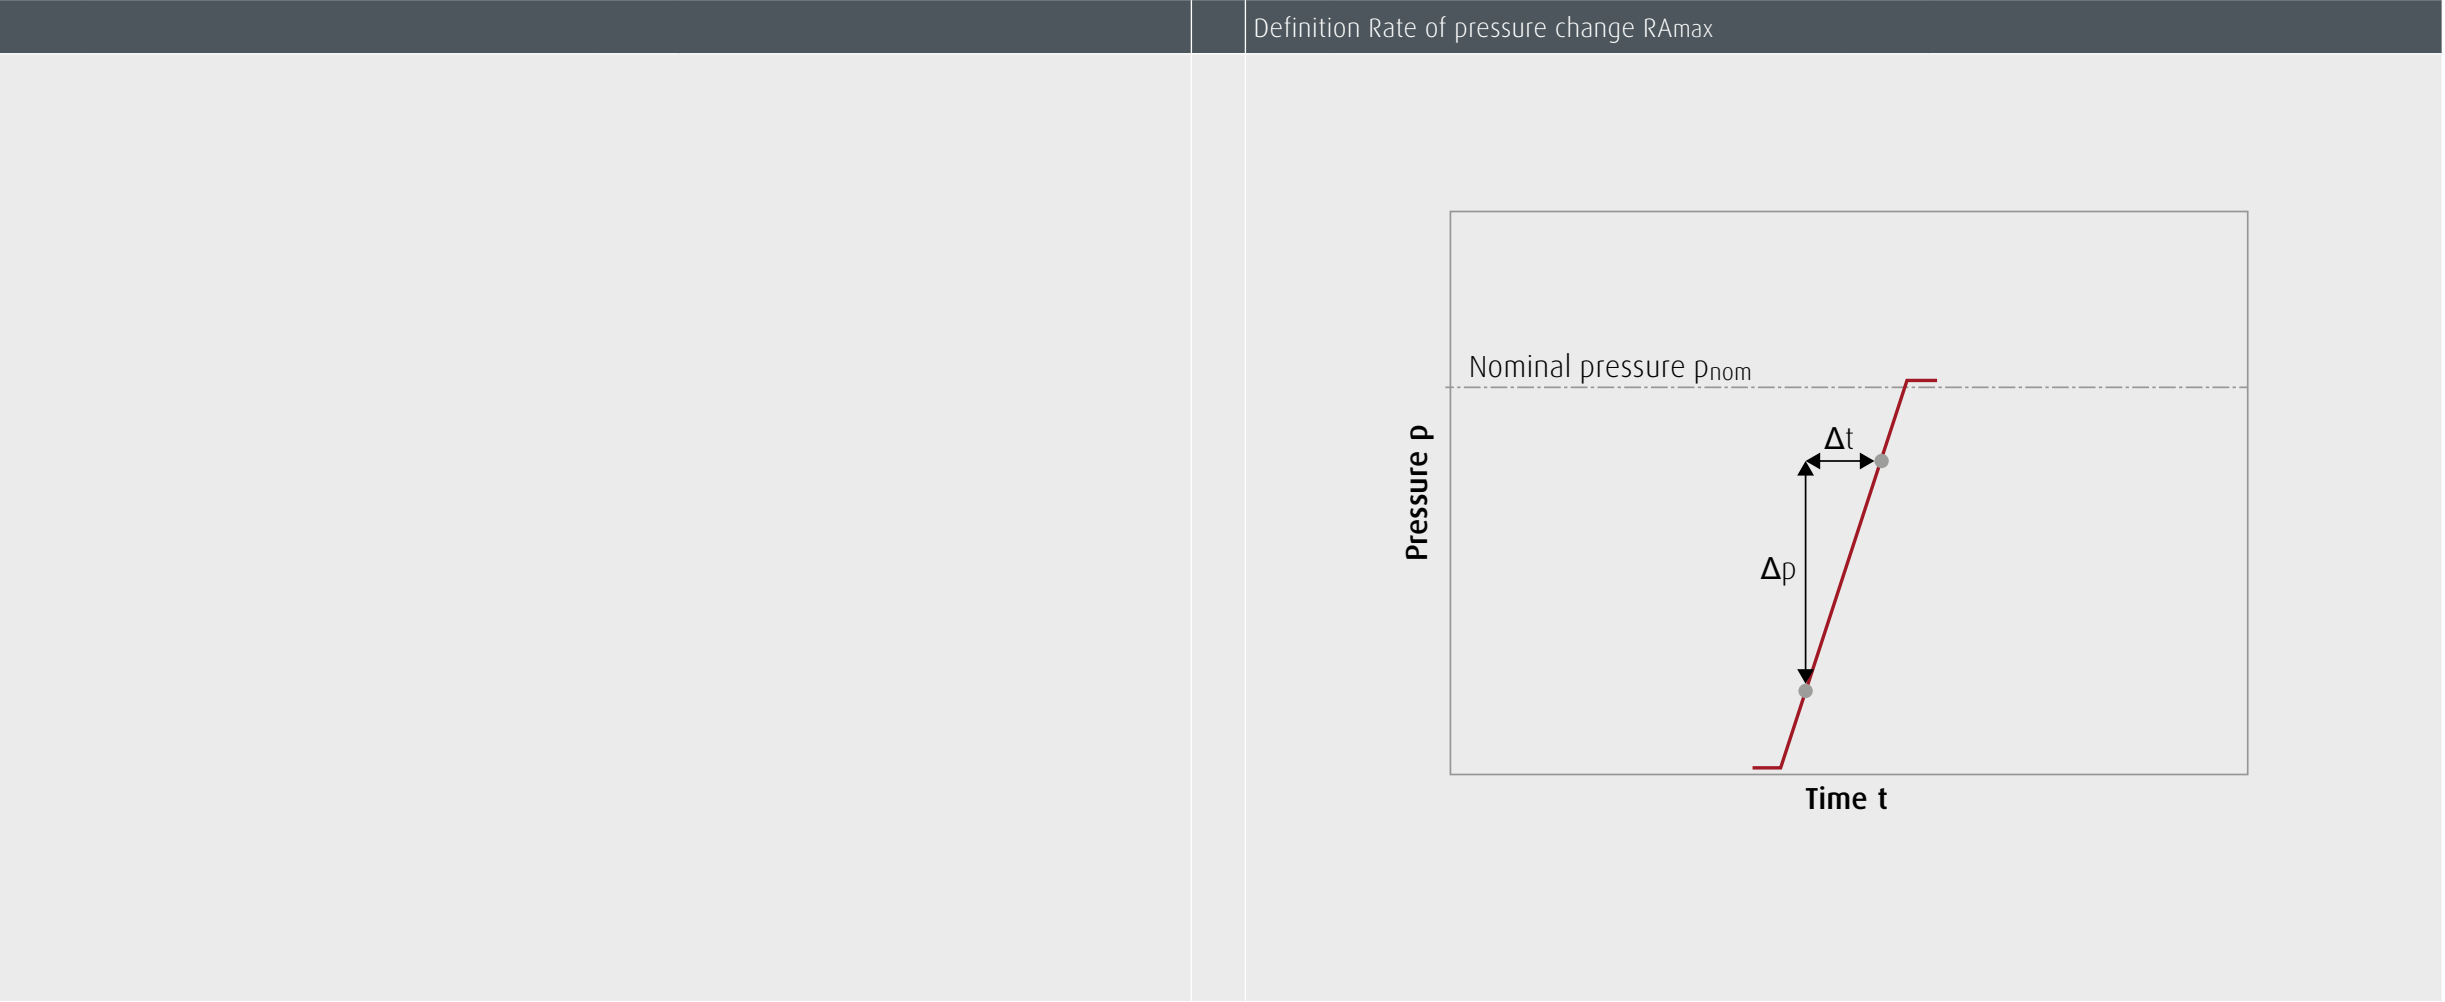 Definition Rate of pressure change RAmax
Nominal pressure pnom
Δt
Pressure p
Δp
Time t